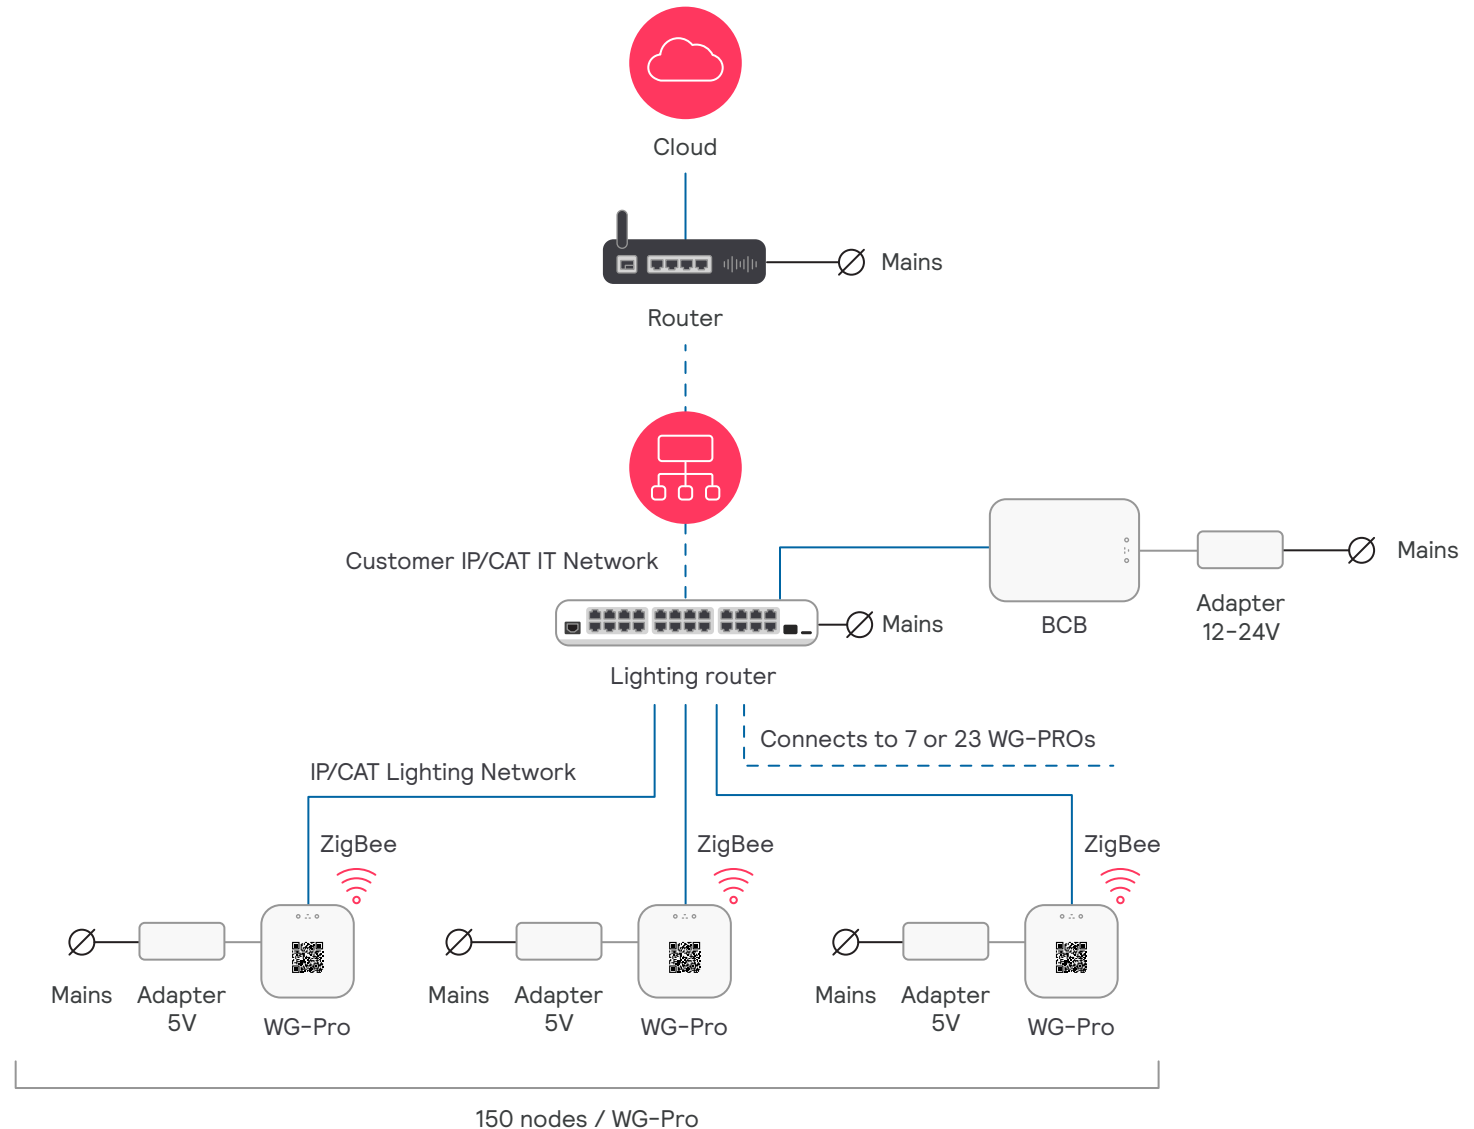 Cloud
Mains
Router
Customer IP/CAT IT Network
Mains
BCB
Adapter
12-24V
Mains
Lighting router
Connects to 7 or 23 WG-PROs
IP/CAT Lighting Network
ZigBee
ZigBee
ZigBee
Mains
Adapter
5V
WG-Pro
Mains
Adapter
5V
WG-Pro
Mains
Adapter
5V
WG-Pro
150 nodes / WG-Pro